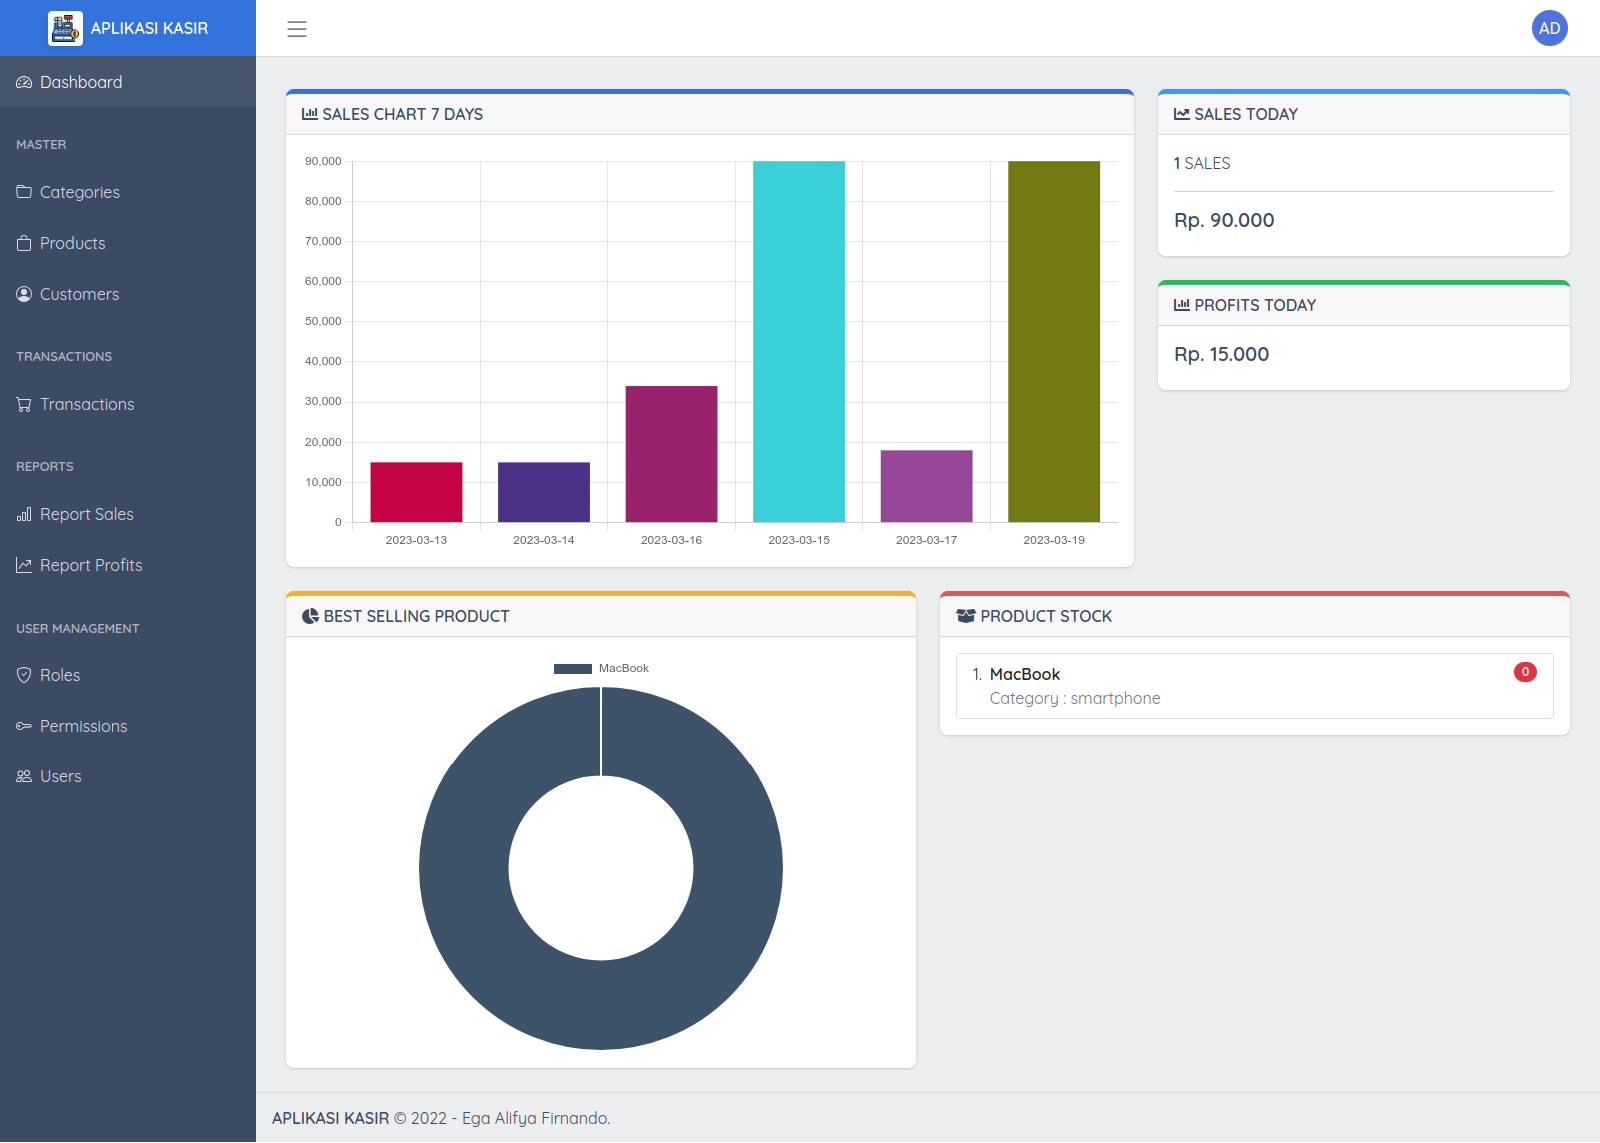 APLIKASI KASIR
AD
Dashboard
MASTER
Categories
Products
Customers
TRANSACTIONS
Transactions
REPORTS
Report Sales
Report Profits
USER MANAGEMENT
Roles
Permissions
Users
SALES CHART 7 DAYS
90,000
80,000
70,000
60,000
50,000
40,000
30,000
20,000
10,000
0
2023-03-13 2023-03-14 2023-03-16 2023-03-15 2023-03-17 2023-03-19
SALES TODAY
1 SALES
Rp. 90.000
PROFITS TODAY
Rp. 15.000
BEST SELLING PRODUCT
MacBook
PRODUCT STOCK
1. MacBook 0
Category : smartphone
APLIKASI KASIR © 2022 - Ega Alifya Firnando.